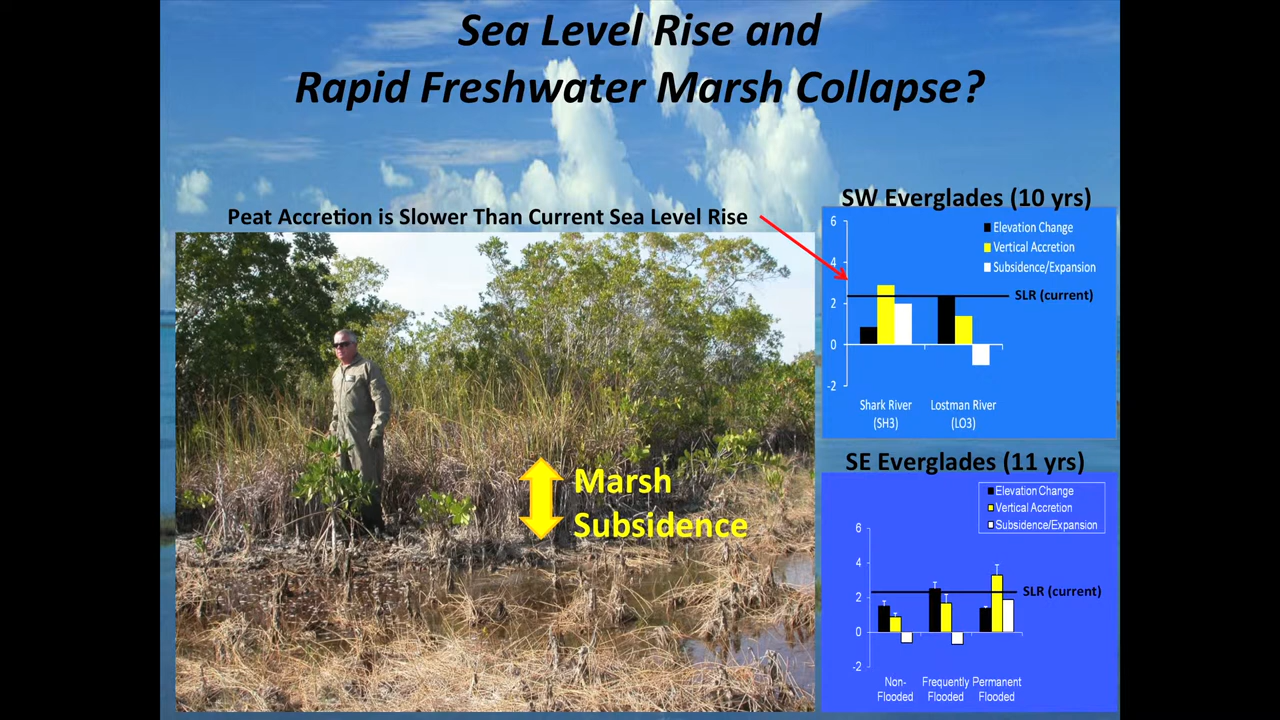 Sea Level Rise and
Rapid Freshwater Marsh Collapse?
Peat Accretion is Slower Than Current Sea Level Rise
Marsh
Subsidence
SW Everglades (10 yrs)
6
4
2
0
-2
Elevation Change
Vertical Accretion
Subsidence/Expansion
SLR (current)
Shark River
(SH3)
Lostman River
(LO3)
SE Everglades (11 yrs)
Elevation Change
Vertical Accretion
Subsidence/Expansion
6
4
2
0
-2
SLR (current)
Non-
Flooded
Frequently
Flooded
Permanent
Flooded